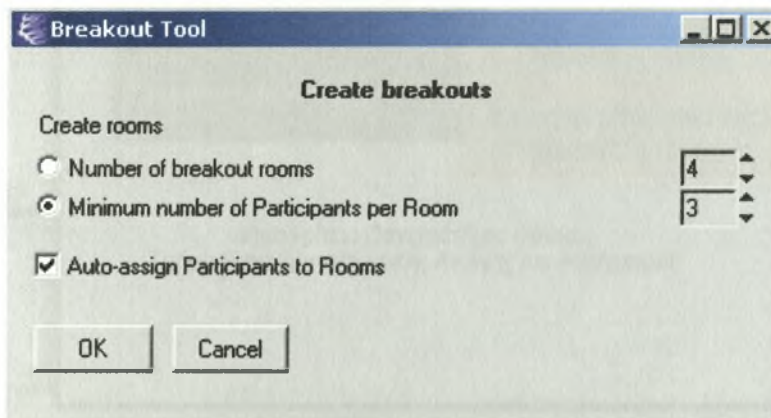 Breakout Tool
Create breakouts
Create rooms
Number of breakout rooms 4
Minimum number of Participants per Room 3
Auto-assign Participants to Rooms
OK Cancel